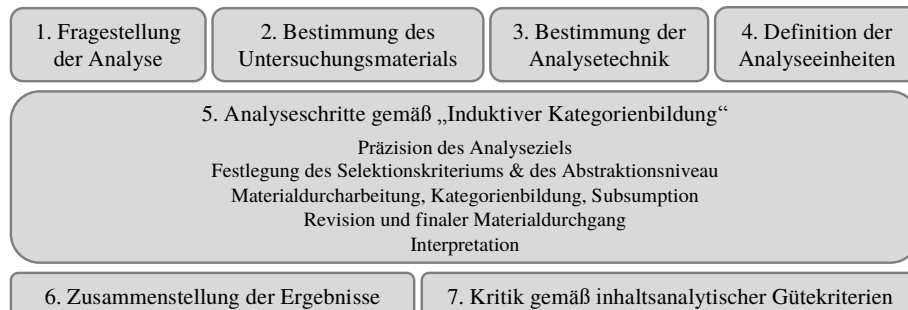 1. Fragestellung
der Analyse
2. Bestimmung des
Untersuchungsmaterials
3. Bestimmung der
Analysetechnik
4. Definition der
Analyseeinheiten
5. Analyseschritte gemäß „Induktiver Kategorienbildung“
Präzision des Analyseziels
Festlegung des Selektionskriteriums & des Abstraktionsniveau
Materialdurcharbeitung, Kategorienbildung, Subsumption
Revision und finaler Materialdurchgang
Interpretation
6. Zusammenstellung der Ergebnisse
7. Kritik gemäß inhaltsanalytischer Gütekriterien